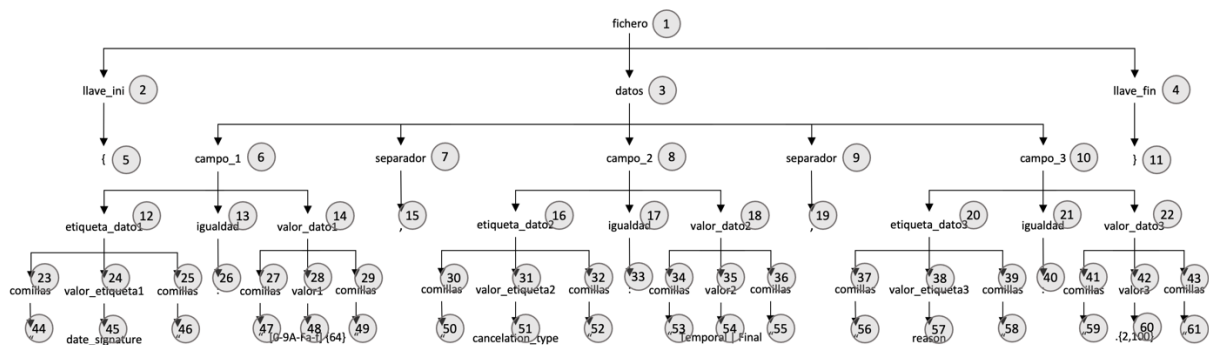 fichero 1
llave_ini 2 datos 3 llave_fin 4
{ 5 campo_1 6 separador 7 campo_2 8 separador 9 campo_3 10 } 11
etiqueta_dato1 12 igualdad 13 valor_dato1 14 , 15 etiqueta_dato2 16 igualdad 17 valor_dato2 18 , 19 etiqueta_dato3 20 igualdad 21 valor_dato3 22
23 24 25 26 27 28 29 30 31 32 : 33 34 35 36 37 38 39 40 41 42 43
comillas valor_etiqueta1 comillas comillas valor1 comillas comillas valor_etiqueta2 comillas comillas valor2 comillas comillas valor_etiqueta3 comillas comillas valor3 comillas
44 45 46 47 48 49 50 51 52 53 54 55 56 57 58 59 60 61
date_signature [0-9A-Fa-f]{64} cancelation_type Temporal | Final reason .{2,100}